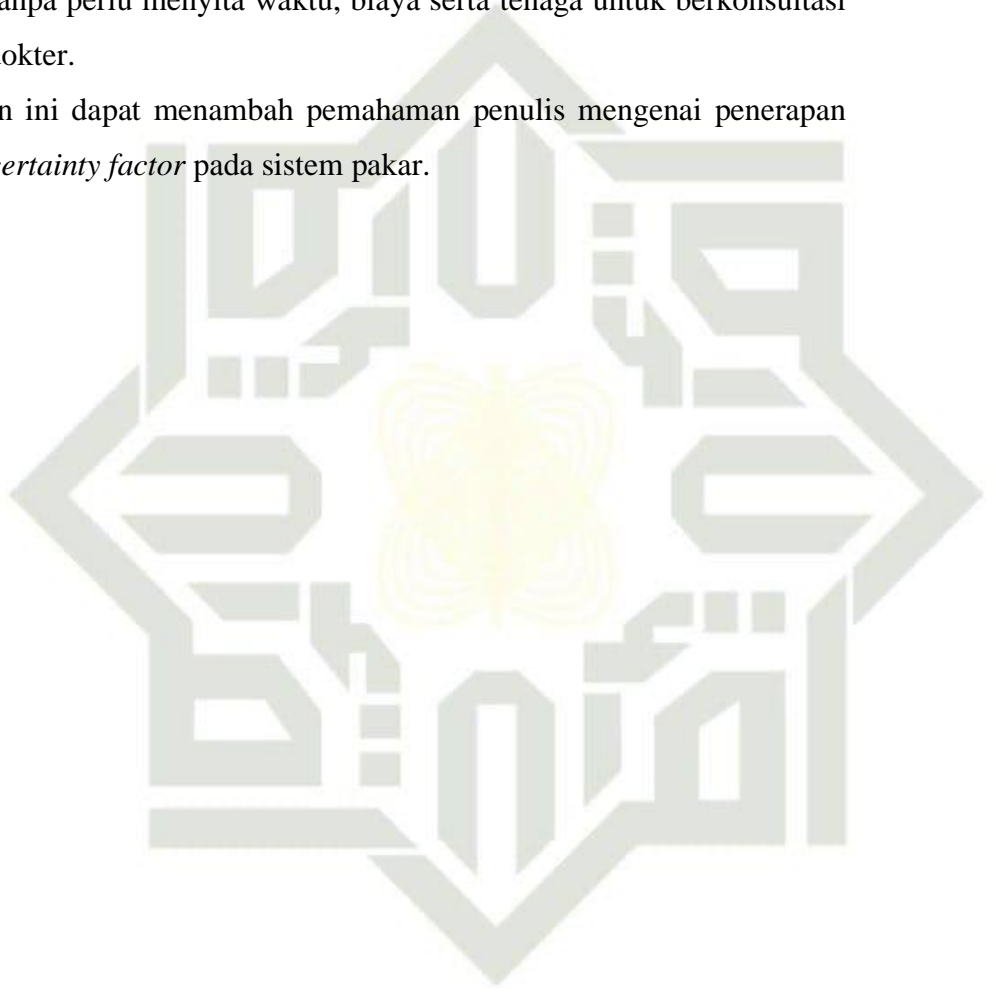 anpa perlu menyita waktu, biaya serta tenaga untuk berkonsultasi
okter.
n ini dapat menambah pemahaman penulis mengenai penerapan
ertainty factor pada sistem pakar.